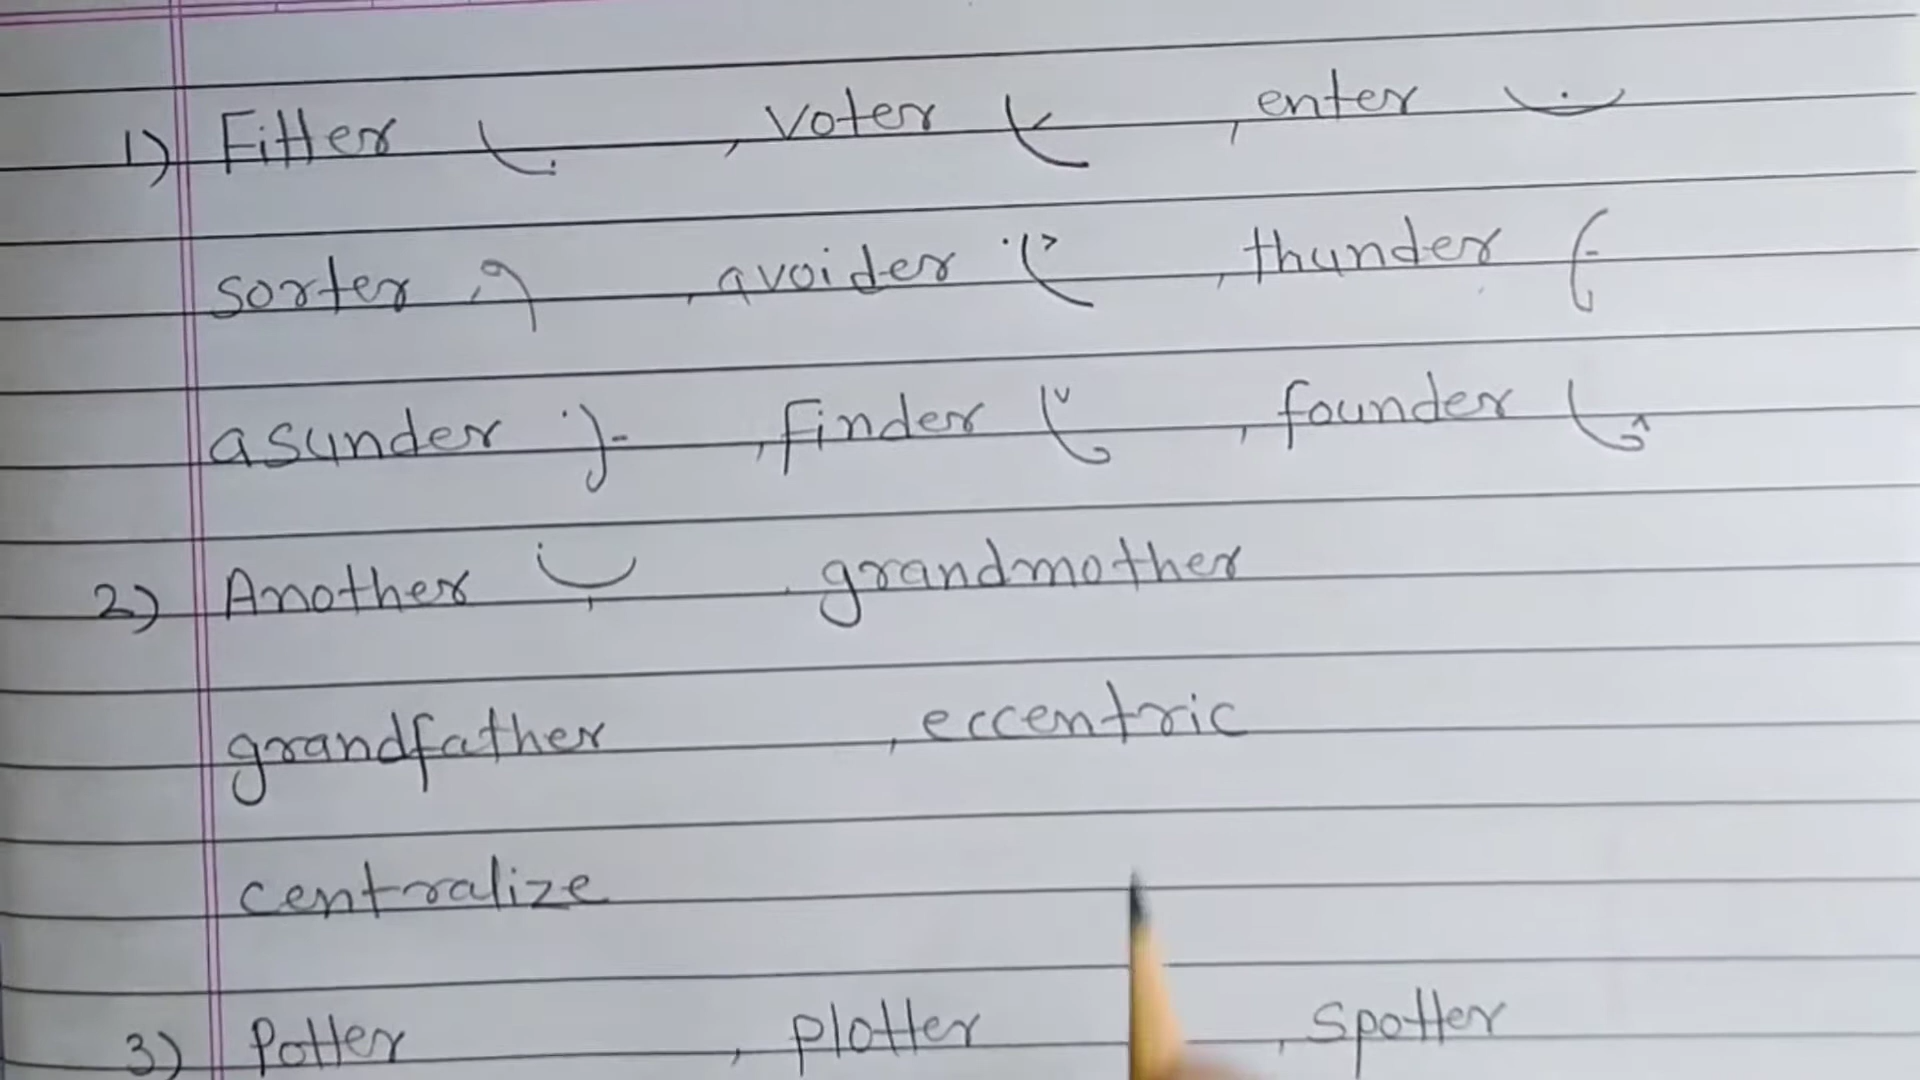 1) Fitter , voter , enter
sorter , avoider , thunder
asunder , finder , founder
2) Another , grandmother
grandfather , eccentric
centralize
3) Potter , plotter , spotter